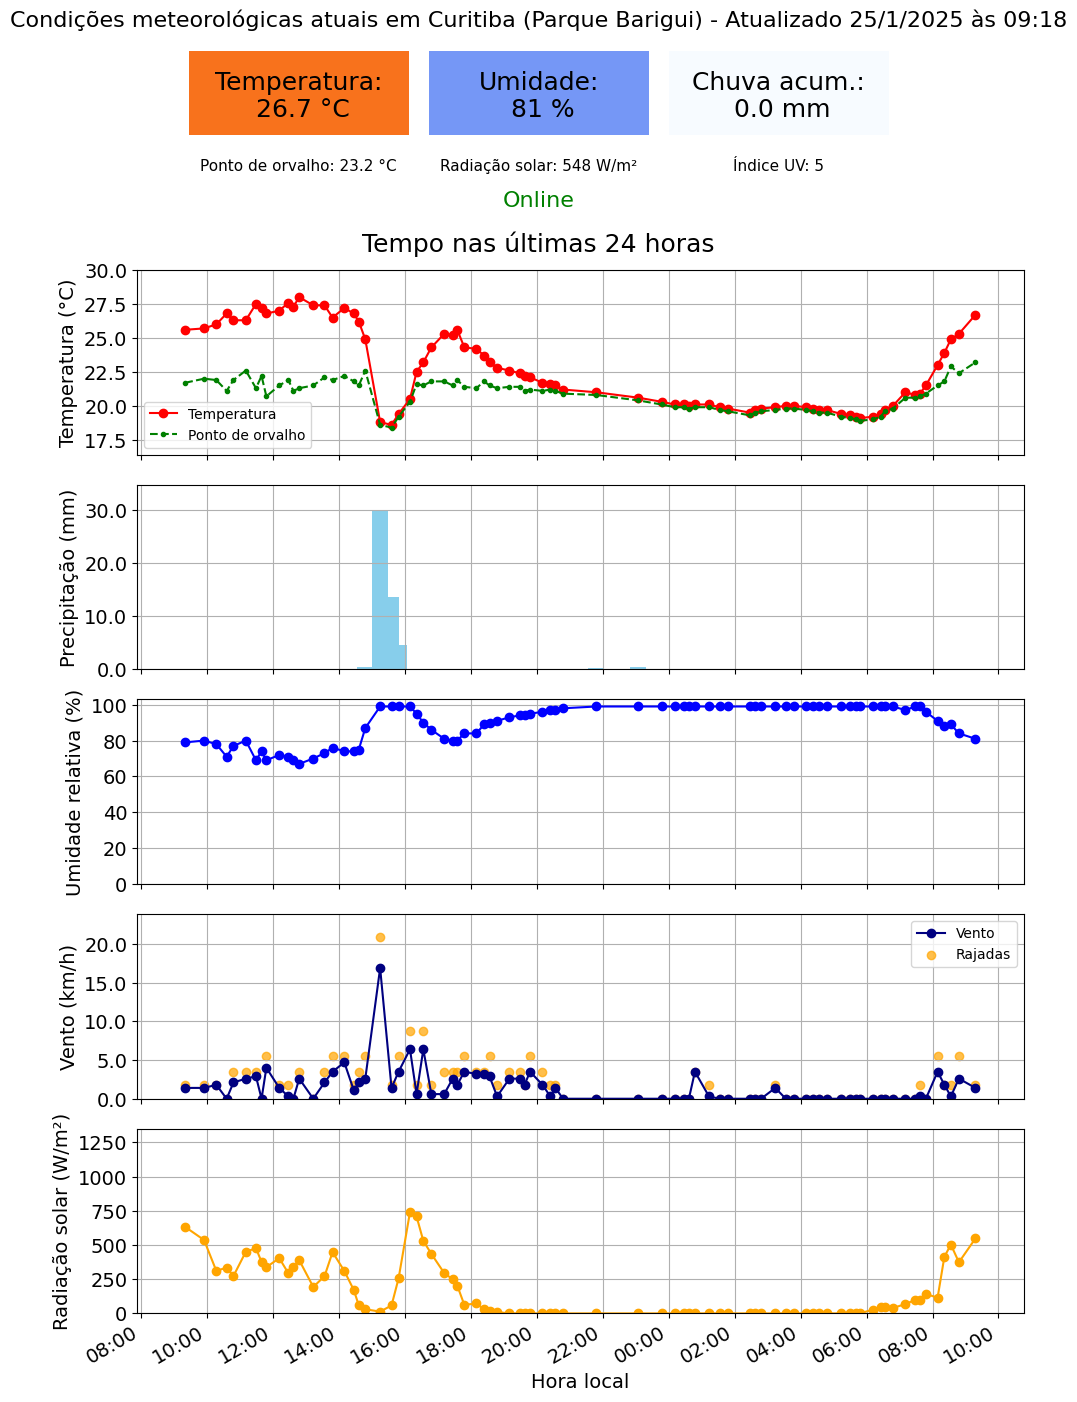 Condições meteorológicas atuais em Curitiba (Parque Barigui) - Atualizado 25/1/2025 às 09:18
Temperatura:
26.7 °C
Umidade:
81 %
Chuva acum.:
0.0 mm
Ponto de orvalho: 23.2 °C
Radiação solar: 548 W/m²
Índice UV: 5
Online
Tempo nas últimas 24 horas
Temperatura (°C)
30.0
27.5
25.0
22.5
20.0
17.5
Temperatura
Ponto de orvalho
Precipitação (mm)
30.0
20.0
10.0
0.0
Umidade relativa (%)
100
80
60
40
20
0
Vento (km/h)
20.0
15.0
10.0
5.0
0.0
Vento
Rajadas
Radiação solar (W/m²)
1250
1000
750
500
250
0
08:00
10:00
12:00
14:00
16:00
18:00
20:00
22:00
00:00
02:00
04:00
06:00
08:00
10:00
Hora local